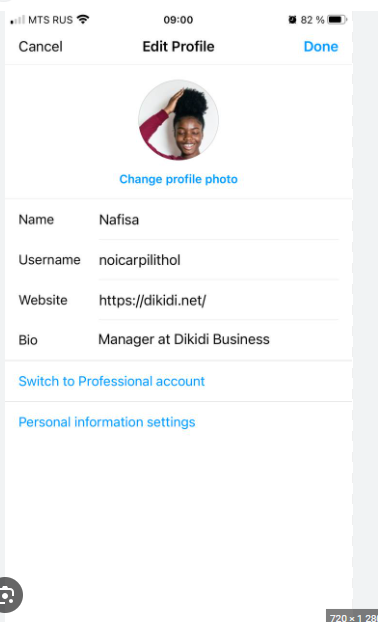 MTS RUS 09:00 82 %
Cancel Edit Profile Done
Change profile photo
Name Nafisa
Username noicarpilithol
Website https://dikidi.net/
Bio Manager at Dikidi Business
Switch to Professional account
Personal information settings
720 × 1 28